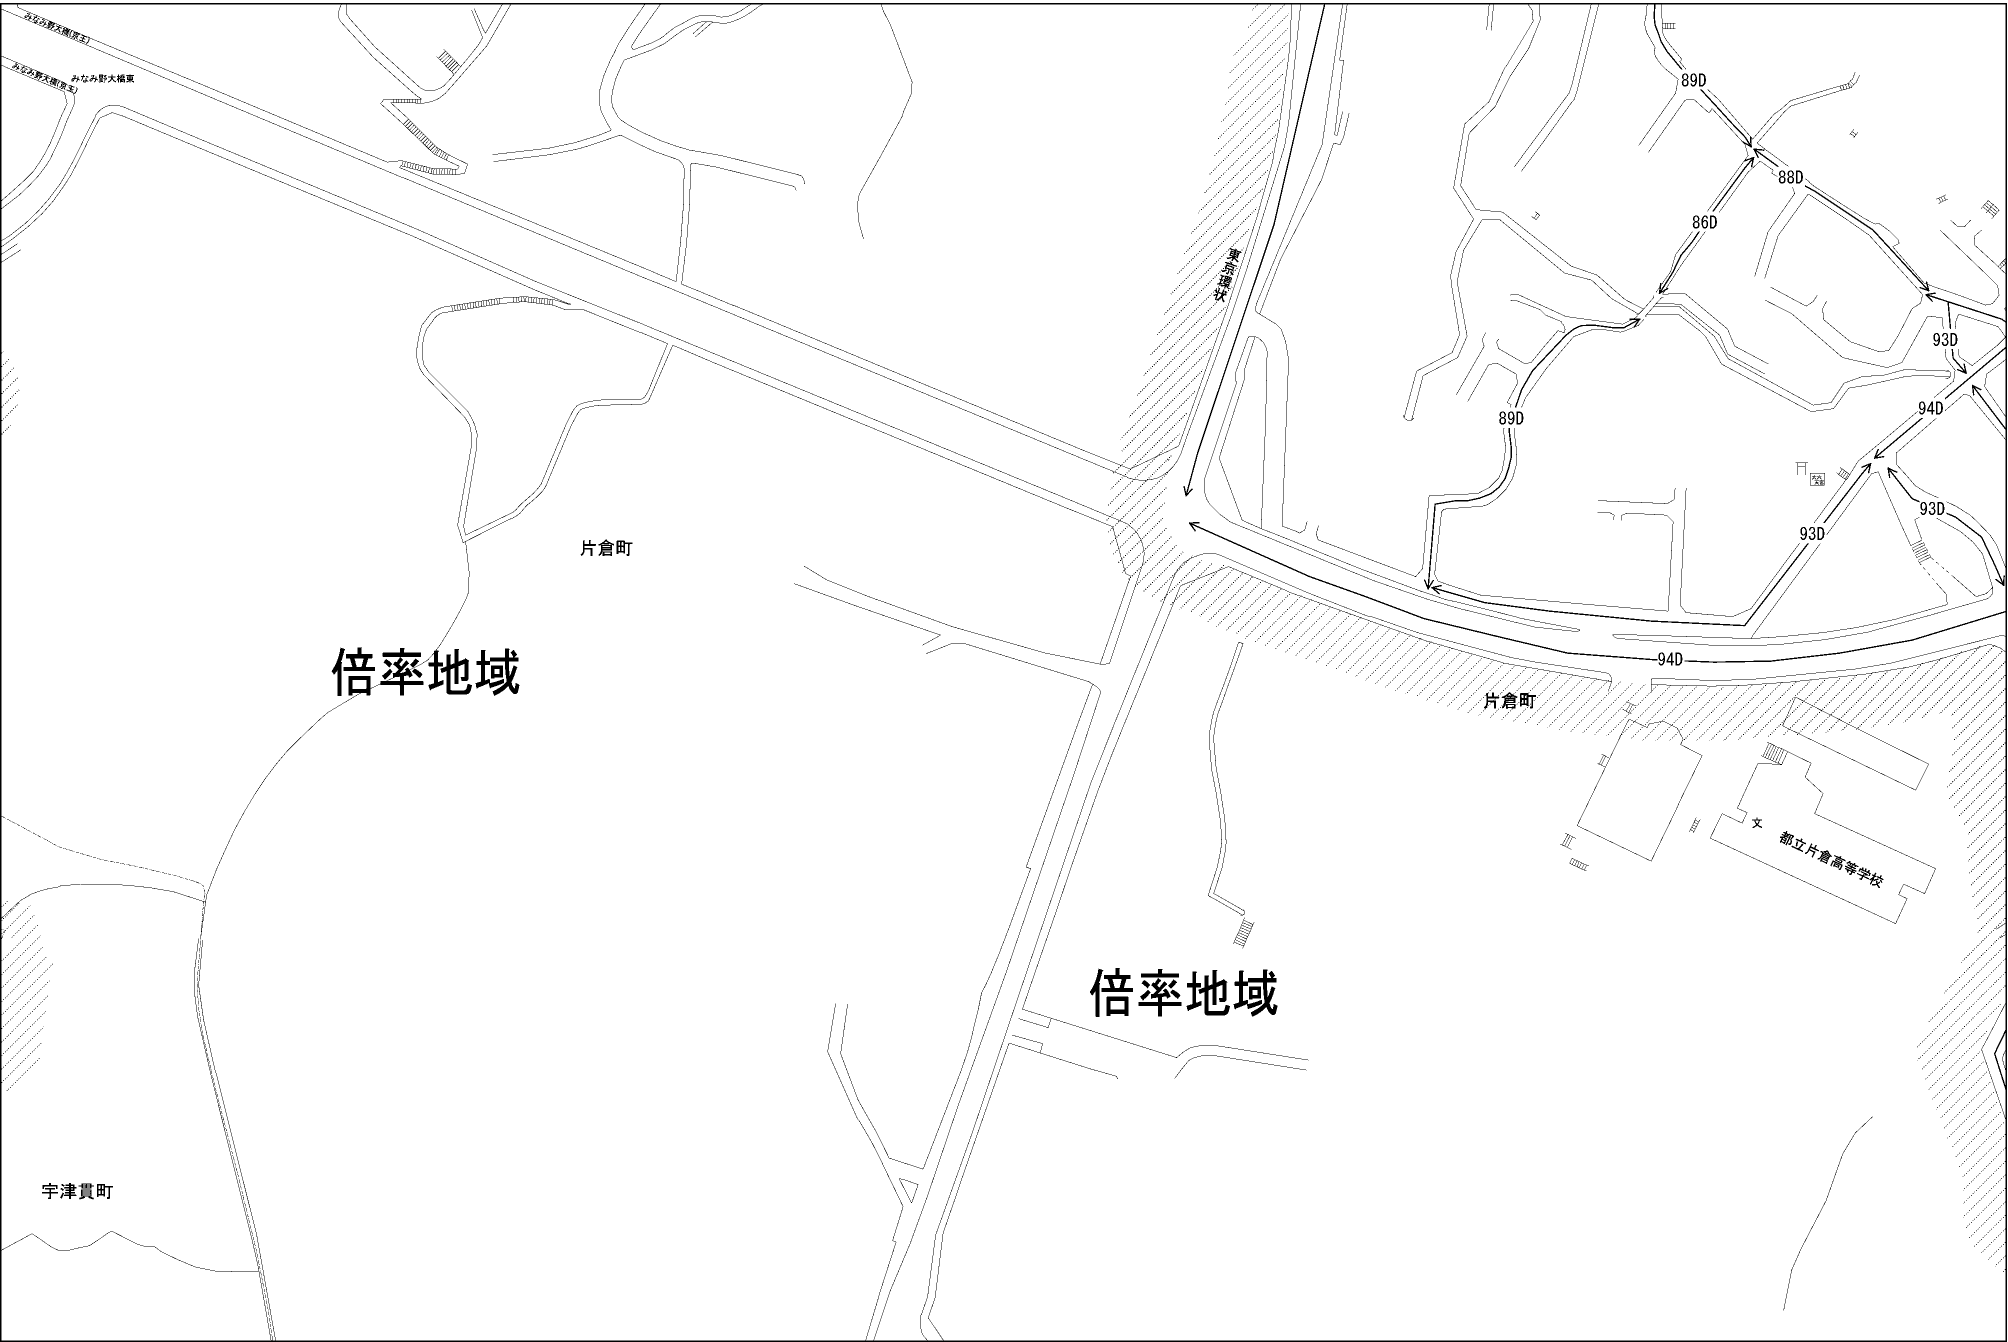 みなみ野大橋(京王)
みなみ野大橋(京王)
みなみ野大橋東
89D
88D
86D
東京環状
93D
94D
89D
93D
93D
片倉町
倍率地域
94D
片倉町
文
都立片倉高等学校
倍率地域
宇津貫町